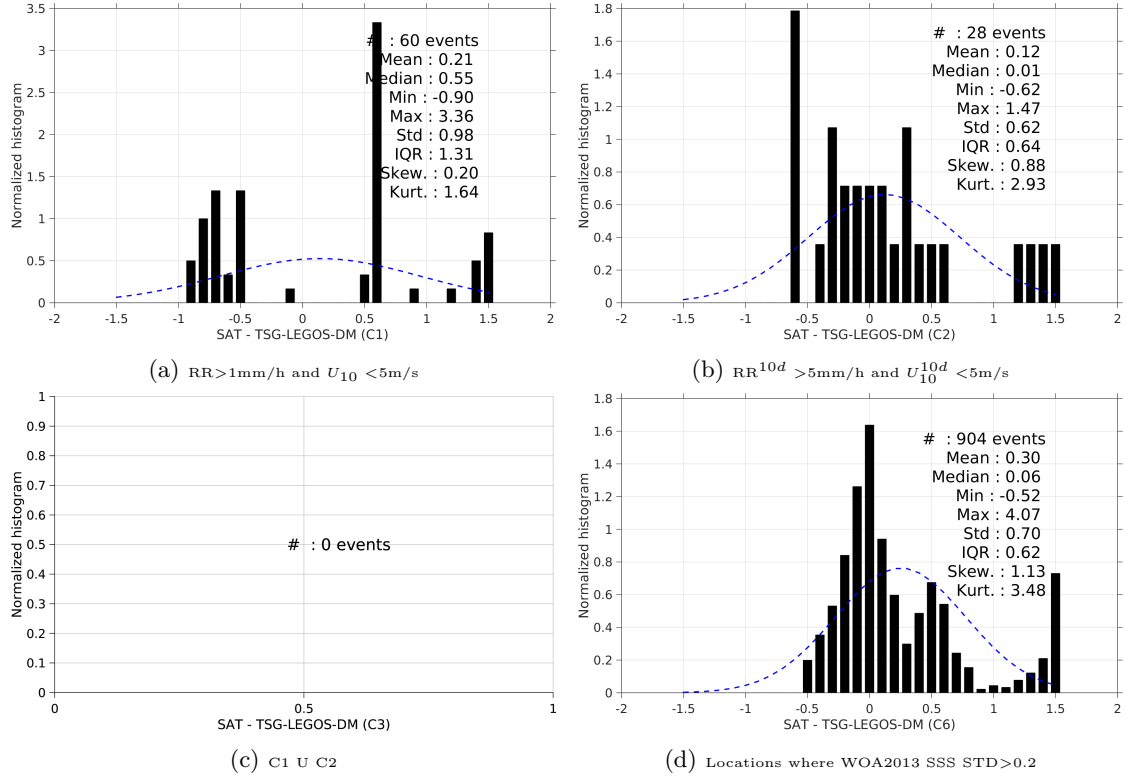 3.5
3
2.5
2
1.5
1
0.5
0
Normalized histogram
# : 60 events
Mean : 0.21
Median : 0.55
Min : -0.90
Max : 3.36
Std : 0.98
IQR : 1.31
Skew. : 0.20
Kurt. : 1.64
-2 -1.5 -1 -0.5 0 0.5 1 1.5 2
SAT - TSG-LEGOS-DM (C1)
(a) RR>1mm/h and U10 <5m/s
1.8
1.6
1.4
1.2
1
0.8
0.6
0.4
0.2
0
Normalized histogram
# : 28 events
Mean : 0.12
Median : 0.01
Min : -0.62
Max : 1.47
Std : 0.62
IQR : 0.64
Skew. : 0.88
Kurt. : 2.93
-2 -1.5 -1 -0.5 0 0.5 1 1.5 2
SAT - TSG-LEGOS-DM (C2)
(b) RR10d >5mm/h and U10d10 <5m/s
1
0.9
0.8
0.7
0.6
0.5
0.4
0.3
0.2
0.1
0
Normalized histogram
# : 0 events
0 0.5 1
SAT - TSG-LEGOS-DM (C3)
(c) C1 U C2
1.8
1.6
1.4
1.2
1
0.8
0.6
0.4
0.2
0
Normalized histogram
# : 904 events
Mean : 0.30
Median : 0.06
Min : -0.52
Max : 4.07
Std : 0.70
IQR : 0.62
Skew. : 1.13
Kurt. : 3.48
-2 -1.5 -1 -0.5 0 0.5 1 1.5 2
SAT - TSG-LEGOS-DM (C6)
(d) Locations where WOA2013 SSS STD>0.2